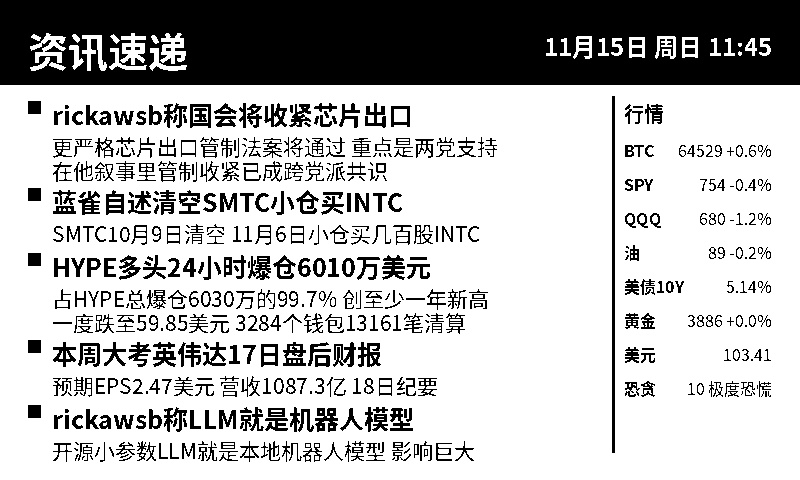 资讯速递
11月15日 周日 11:45
rickawsb称国会将收紧芯片出口
更严格芯片出口管制法案将通过 重点是两党支持
在他叙事里管制收紧已成跨党派共识
蓝雀自述清空SMTC小仓买INTC
SMTC10月9日清空 11月6日小仓买几百股INTC
HYPE多头24小时爆仓6010万美元
占HYPE总爆仓6030万的99.7% 创至少一年新高
一度跌至59.85美元 3284个钱包13161笔清算
本周大考英伟达17日盘后财报
预期EPS2.47美元 营收1087.3亿 18日纪要
rickawsb称LLM就是机器人模型
开源小参数LLM就是本地机器人模型 影响巨大
行情
BTC 64529 +0.6%
SPY 754 -0.4%
QQQ 680 -1.2%
油 89 -0.2%
美债10Y 5.14%
黄金 3886 +0.0%
美元 103.41
恐贪 10 极度恐慌